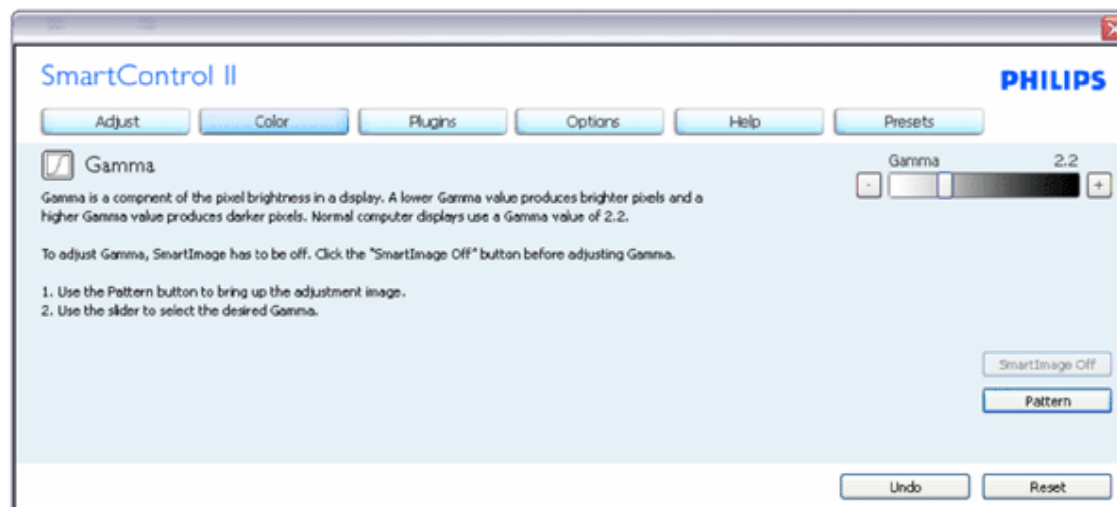 SmartControl II
PHILIPS
Adjust
Color
Plugins
Options
Help
Presets
Gamma
Gamma 2.2
- +
Gamma is a compnent of the pixel brightness in a display. A lower Gamma value produces brighter pixels and a
higher Gamma value produces darker pixels. Normal computer displays use a Gamma value of 2.2.
To adjust Gamma, SmartImage has to be off. Click the "SmartImage Off" button before adjusting Gamma.
1. Use the Pattern button to bring up the adjustment image.
2. Use the slider to select the desired Gamma.
SmartImage Off
Pattern
Undo
Reset